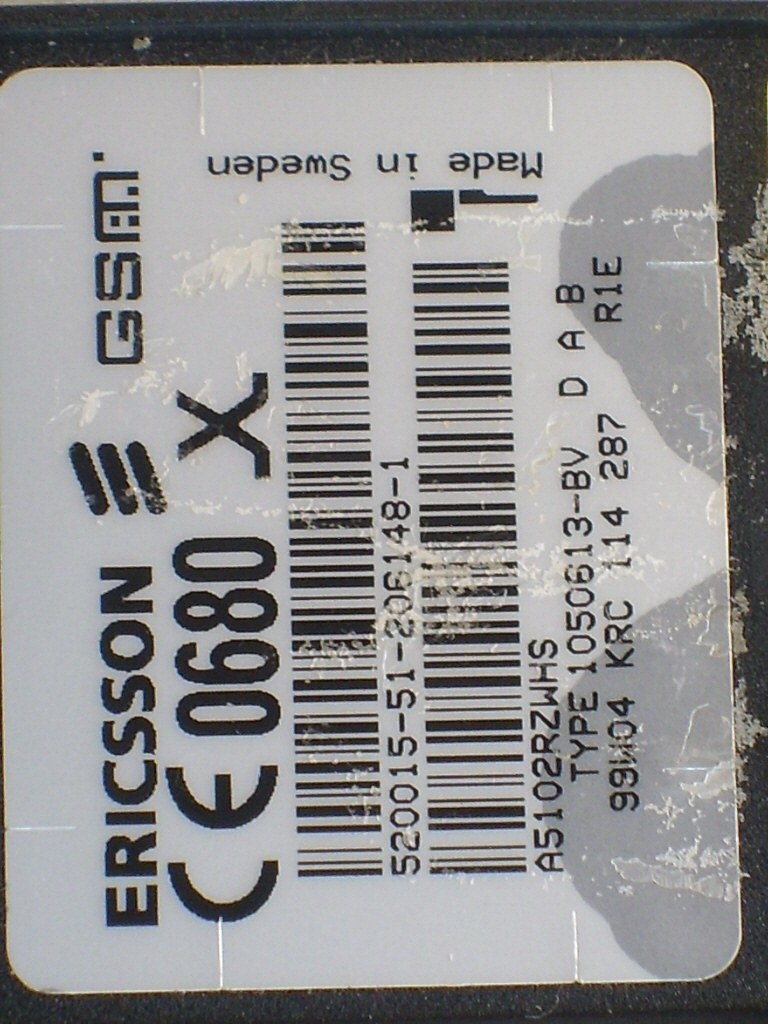 ERICSSON GSM
CE 0680 X
520015-51-206148-1
A5102RZWHS
TYPE 1050613-BV D A B
99W04 KRC 114 287 R1E
Made in Sweden